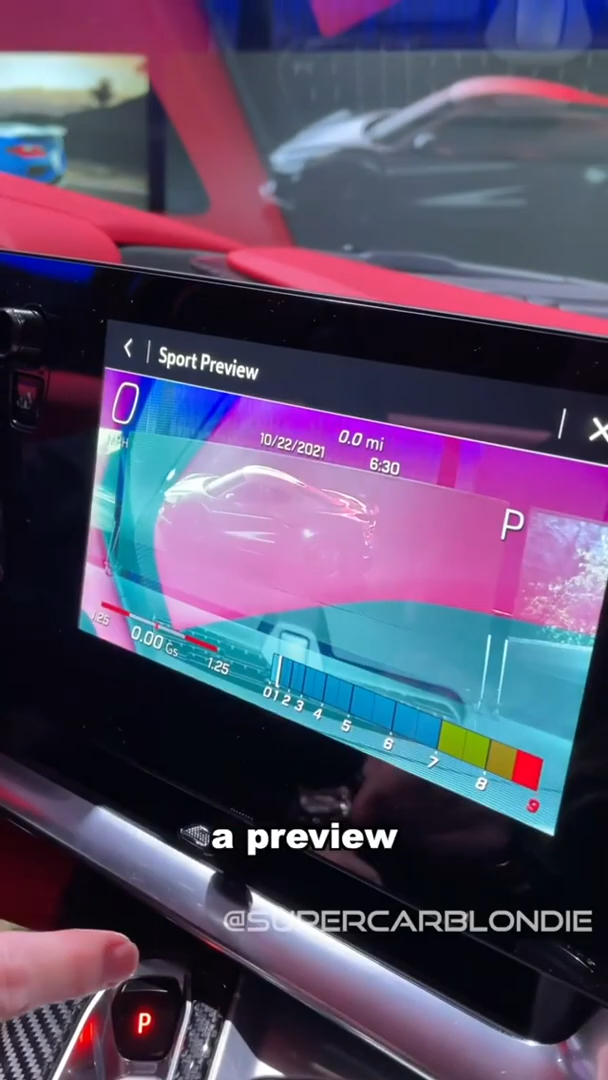 Sport Preview
X
0
0.0 mi
10/22/2021
6:30
P
1.25
0.00 Gs
1.25
0 1 2 3 4 5 6 7 8 9
a preview
@SUPERCARBLONDIE
P